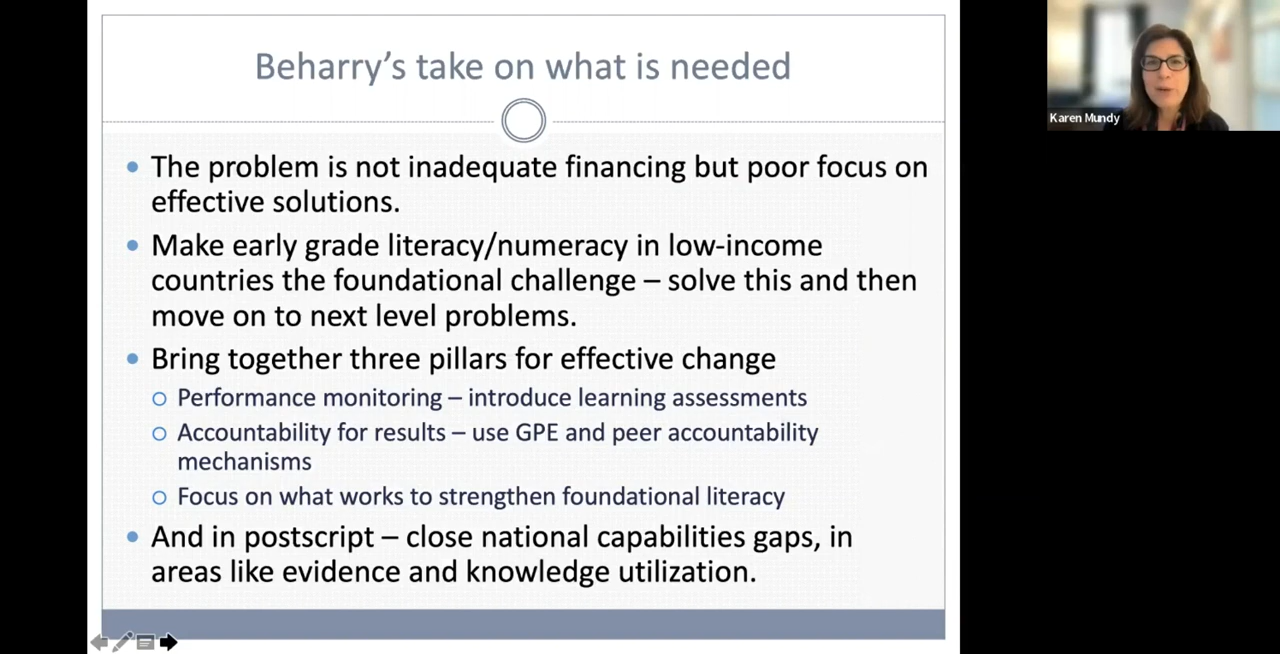 Beharry's take on what is needed
The problem is not inadequate financing but poor focus on
effective solutions.
Make early grade literacy/numeracy in low-income
countries the foundational challenge – solve this and then
move on to next level problems.
Bring together three pillars for effective change
Performance monitoring – introduce learning assessments
Accountability for results – use GPE and peer accountability
mechanisms
Focus on what works to strengthen foundational literacy
And in postscript – close national capabilities gaps, in
areas like evidence and knowledge utilization.
Karen Mundy